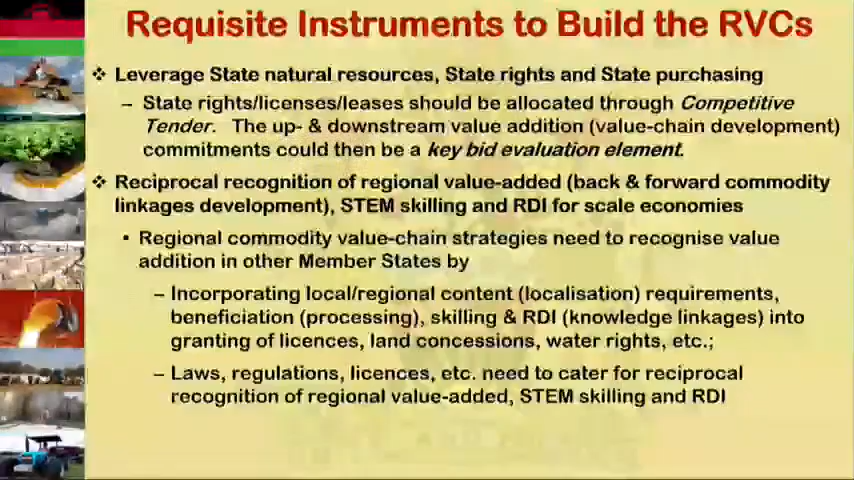 Requisite Instruments to Build the RVCs
❖ Leverage State natural resources, State rights and State purchasing
– State rights/licenses/leases should be allocated through Competitive
Tender. The up- & downstream value addition (value-chain development)
commitments could then be a key bid evaluation element.
❖ Reciprocal recognition of regional value-added (back & forward commodity
linkages development), STEM skilling and RDI for scale economies
• Regional commodity value-chain strategies need to recognise value
addition in other Member States by
– Incorporating local/regional content (localisation) requirements,
beneficiation (processing), skilling & RDI (knowledge linkages) into
granting of licences, land concessions, water rights, etc.;
– Laws, regulations, licences, etc. need to cater for reciprocal
recognition of regional value-added, STEM skilling and RDI